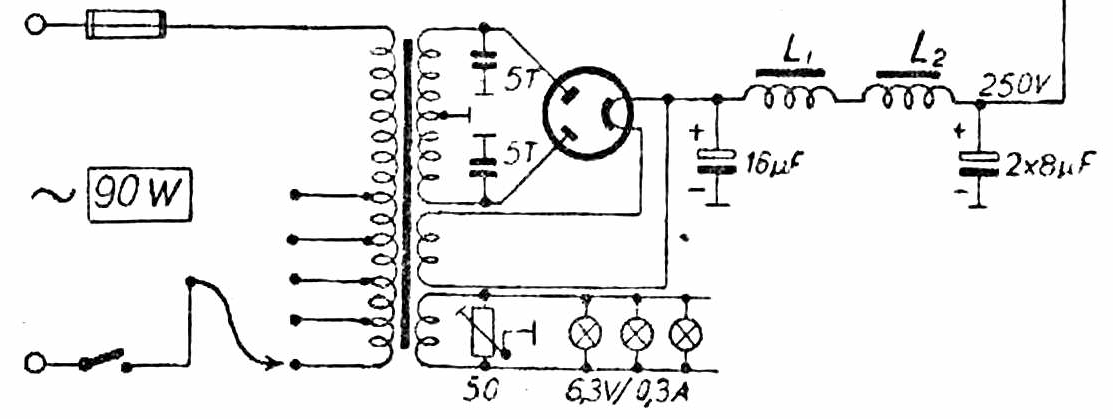 L1
L2
250V
5T
5T
+
+
16µF
2x8µF
-
-
~ 90W
50
6,3V/0,3A